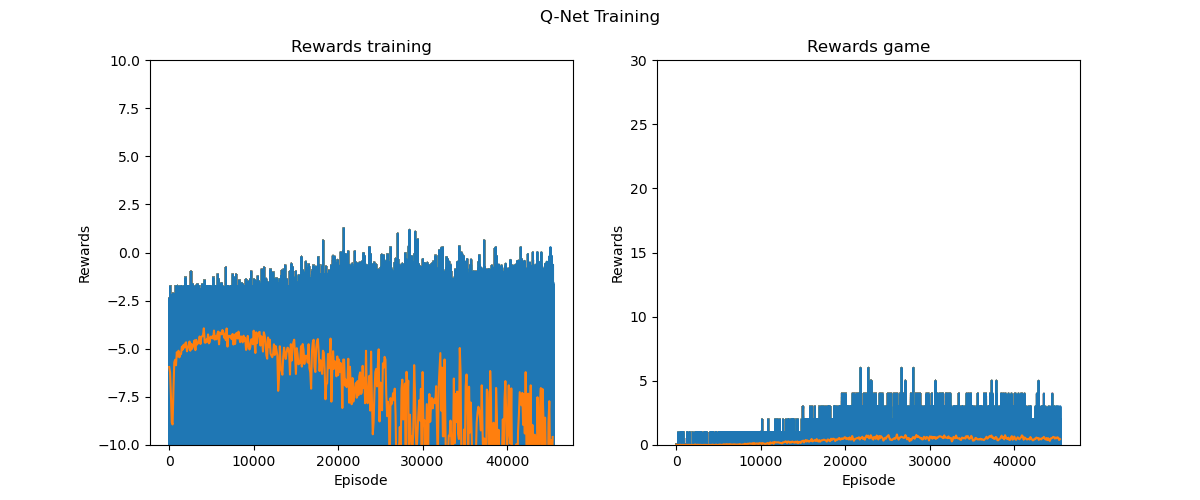 Q-Net Training
Rewards training
Rewards
10.0
7.5
5.0
2.5
0.0
−2.5
−5.0
−7.5
−10.0
0 10000 20000 30000 40000
Episode
Rewards game
Rewards
30
25
20
15
10
5
0
0 10000 20000 30000 40000
Episode